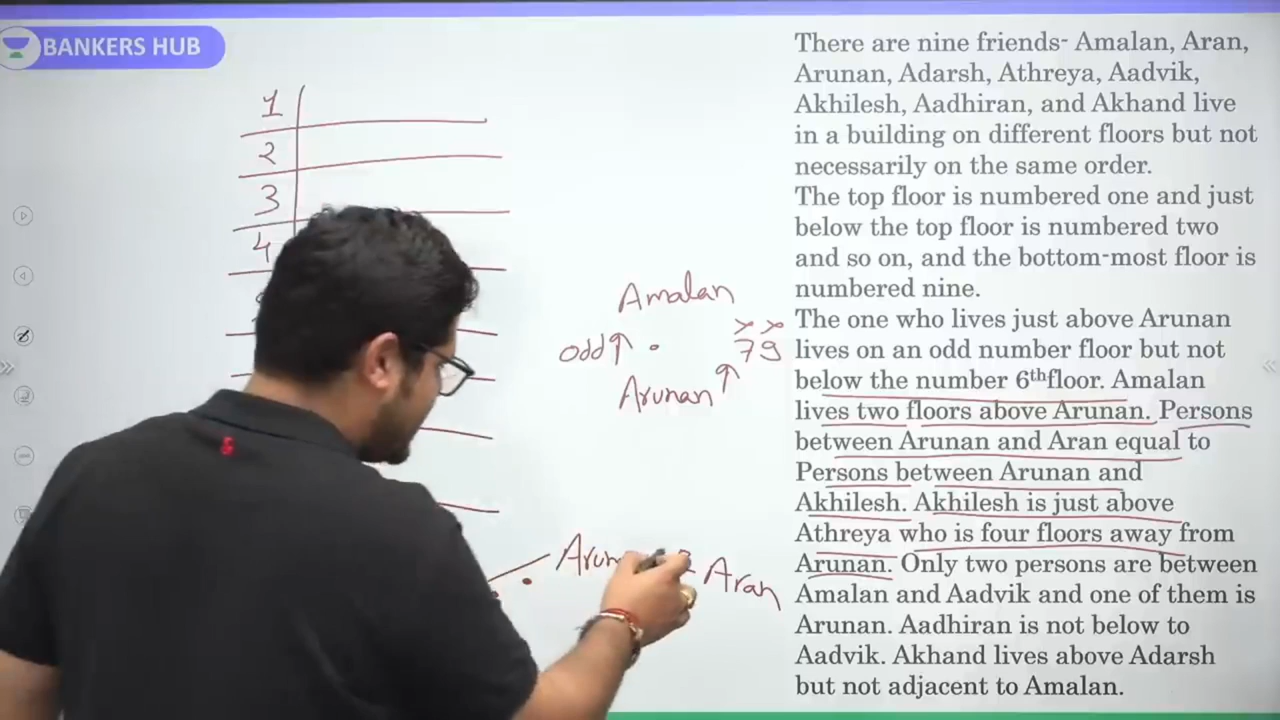 BANKERS HUB
1
2
3
4
Amalan
odd↑ . 7 9
Arunan ↑
Aran
There are nine friends- Amalan, Aran,
Arunan, Adarsh, Athreya, Aadvik,
Akhilesh, Aadhiran, and Akhand live
in a building on different floors but not
necessarily on the same order.
The top floor is numbered one and just
below the top floor is numbered two
and so on, and the bottom-most floor is
numbered nine.
The one who lives just above Arunan
lives on an odd number floor but not
below the number 6thfloor. Amalan
lives two floors above Arunan. Persons
between Arunan and Aran equal to
Persons between Arunan and
Akhilesh. Akhilesh is just above
Athreya who is four floors away from
Arunan. Only two persons are between
Amalan and Aadvik and one of them is
Arunan. Aadhiran is not below to
Aadvik. Akhand lives above Adarsh
but not adjacent to Amalan.